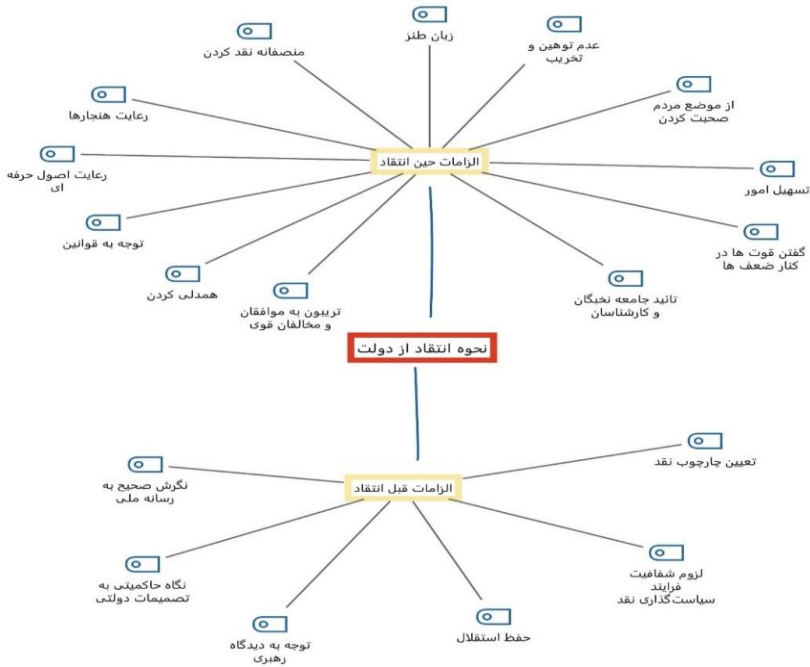 زبان طنز
عدم توهین و
تخریب
منصفانه نقد کردن
از موضع مردم
صحبت کردن
رعایت هنجارها
الزامات حین انتقاد
رعایت اصول حرفه
ای
تسهیل امور
توجه به قوانین
گفتن قوت ها در
کنار ضعف ها
همدلی کردن
تریبون به موافقان
و مخالفان قوی
تائید جامعه نخبگان
و کارشناسان
نحوه انتقاد از دولت
تعیین چارچوب نقد
نگرش صحیح به
رسانه ملی
الزامات قبل انتقاد
لزوم شفافیت
فرایند
سیاست‌گذاری نقد
نگاه حاکمیتی به
تصمیمات دولتی
حفظ استقلال
توجه به دیدگاه
رهبری